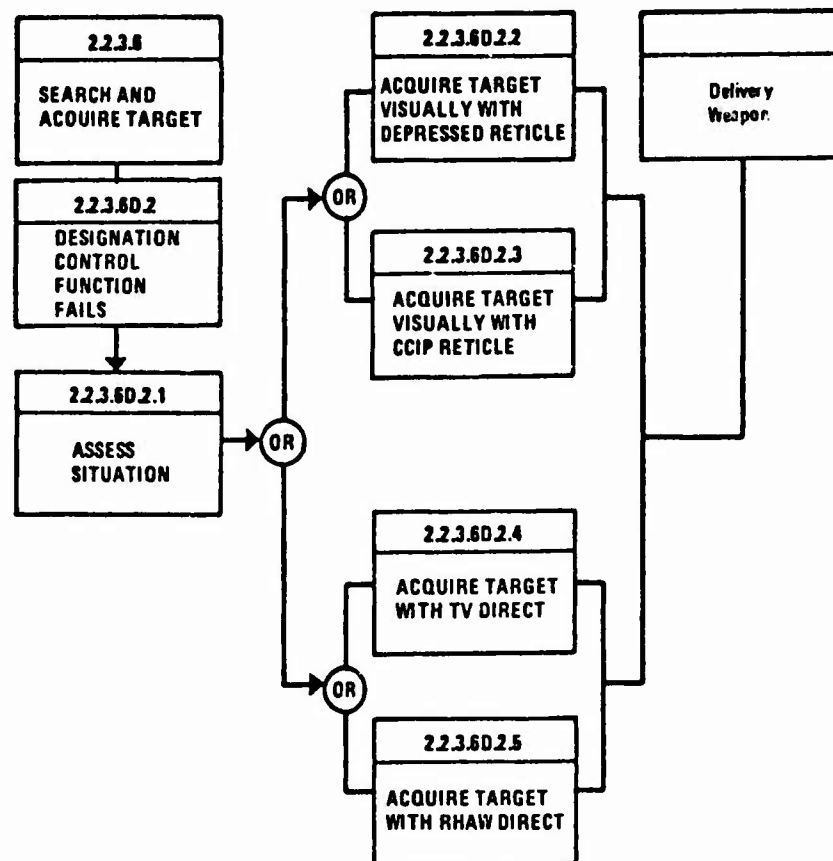 2.2.3.6
SEARCH AND
ACQUIRE TARGET
2.2.3.6D.2
DESIGNATION
CONTROL
FUNCTION
FAILS
2.2.3.6D.2.1
ASSESS
SITUATION
OR
OR
2.2.3.6D.2.2
ACQUIRE TARGET
VISUALLY WITH
DEPRESSED RETICLE
2.2.3.6D.2.3
ACQUIRE TARGET
VISUALLY WITH
CCIP RETICLE
OR
2.2.3.6D.2.4
ACQUIRE TARGET
WITH TV DIRECT
2.2.3.6D.2.5
ACQUIRE TARGET
WITH RHAW DIRECT
Delivery
Weapon.